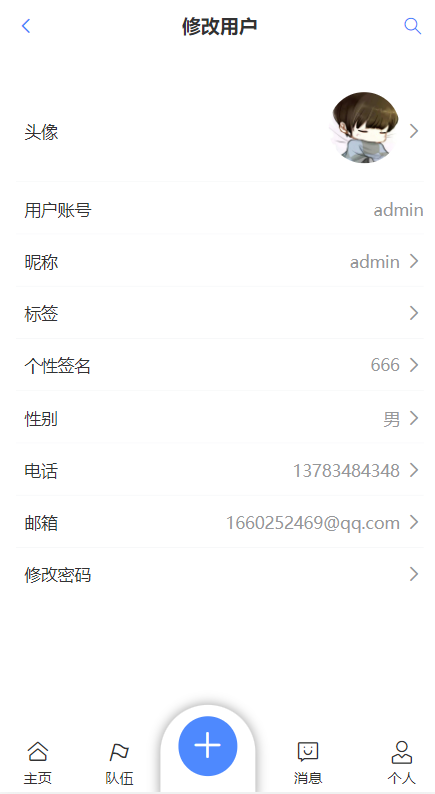 修改用户
头像
用户账号 admin
昵称 admin
标签
个性签名 666
性别 男
电话 13783484348
邮箱 1660252469@qq.com
修改密码
主页 队伍 消息 个人